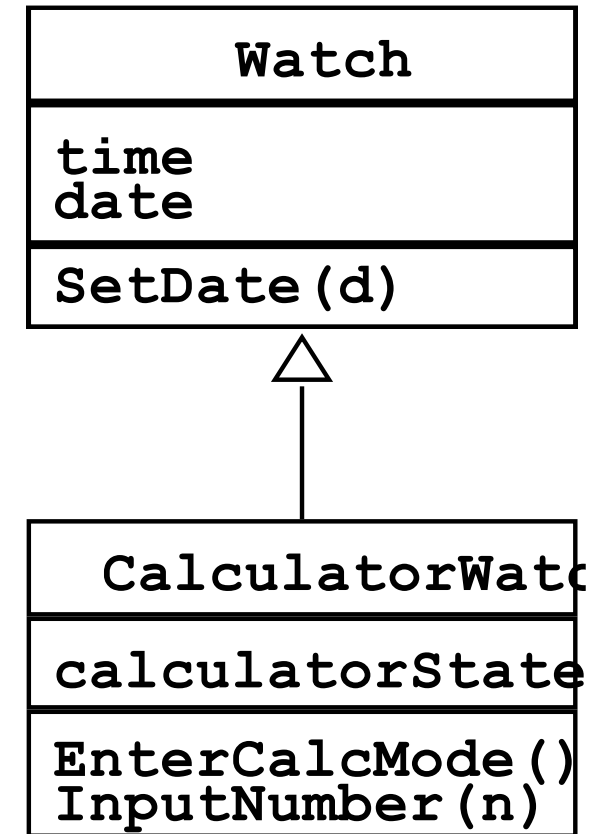 Watch
time
date
SetDate(d)
CalculatorWatc
calculatorState
EnterCalcMode()
InputNumber(n)